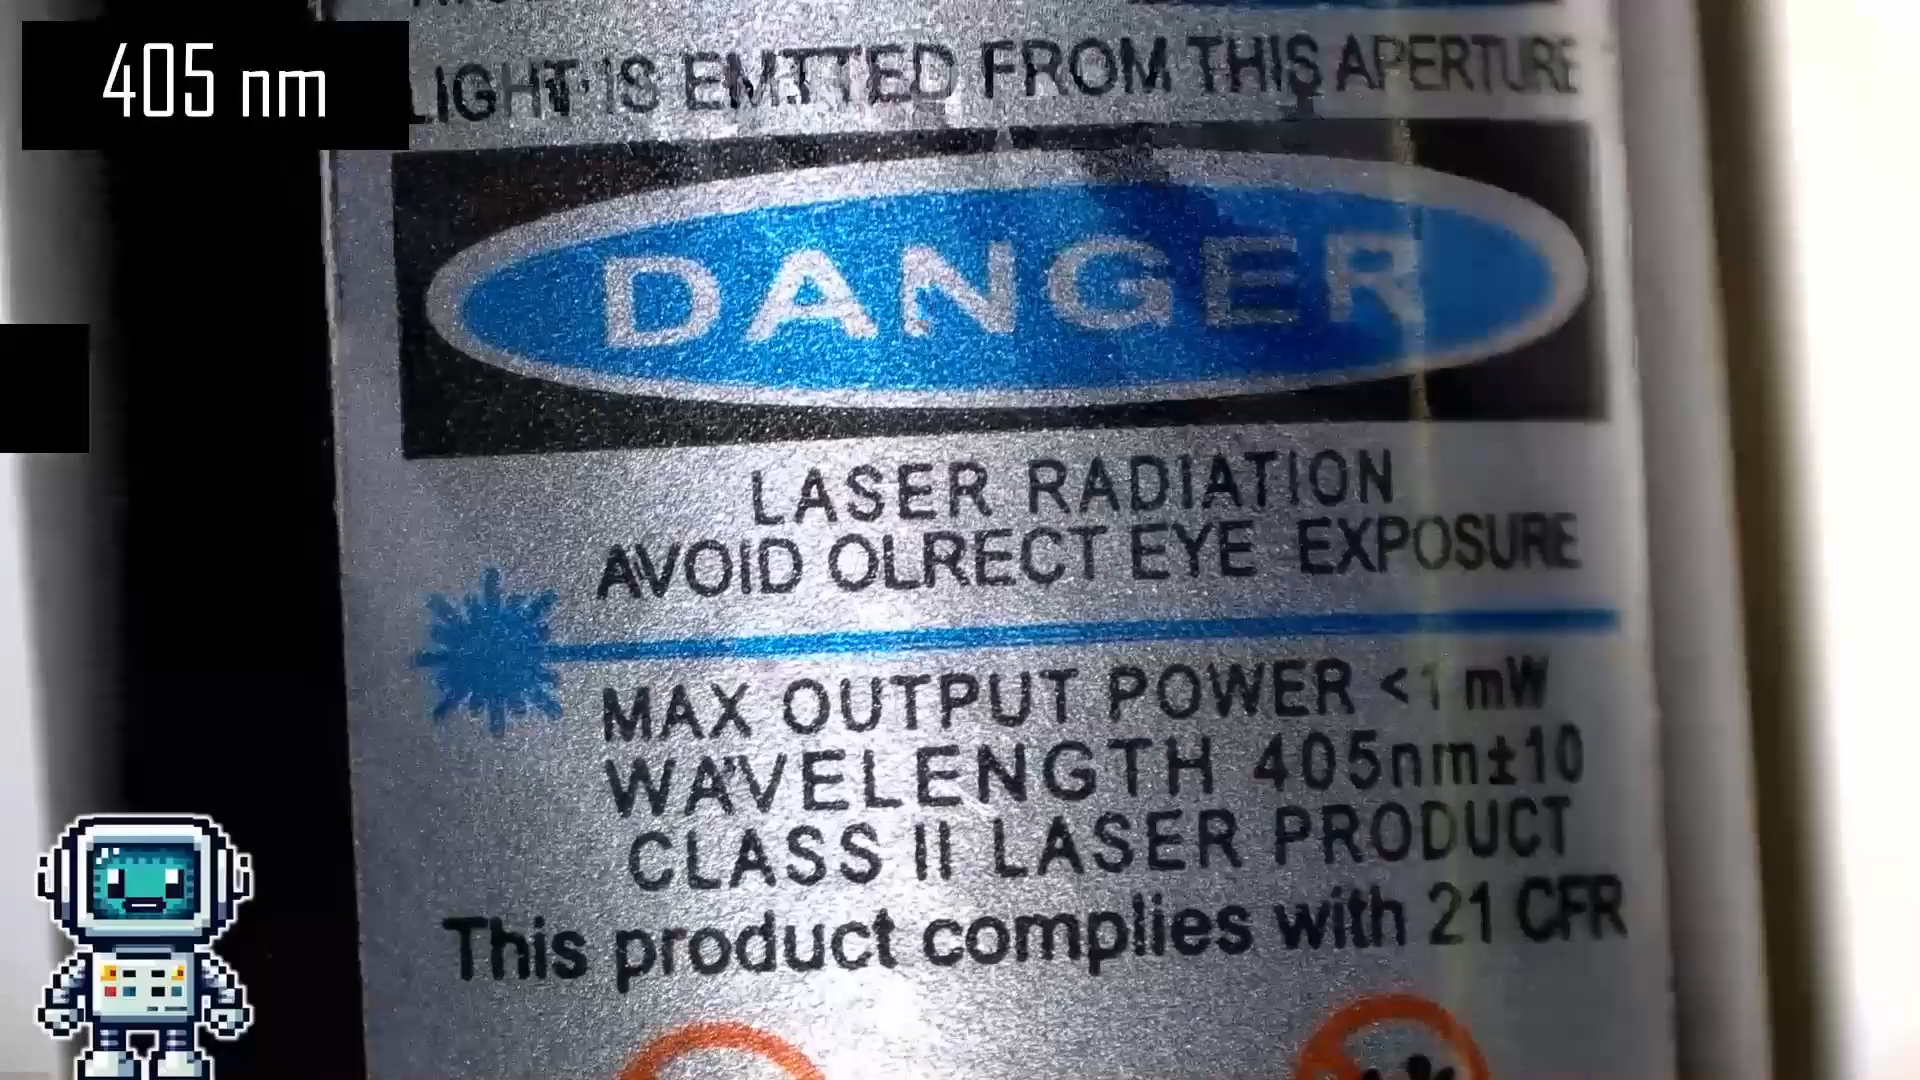 405 nm
LIGHT IS EMTTED FROM THIS APERTURE
DANGER
LASER RADIATION
AVOID OLRECT EYE EXPOSURE
MAX OUTPUT POWER <1 mW
WAVELENGTH 405nm±10
CLASS II LASER PRODUCT
This product complies with 21 CFR